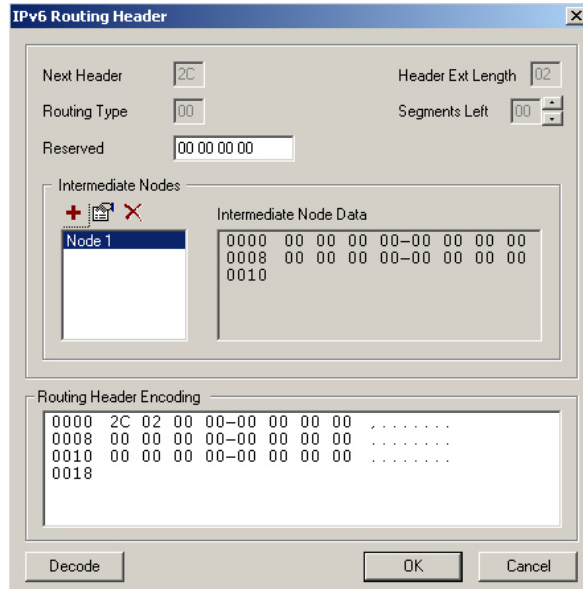 IPv6 Routing Header
Next Header 2C Header Ext Length 02
Routing Type 00 Segments Left 00
Reserved 00 00 00 00
Intermediate Nodes
Intermediate Node Data
Node 1
0000 00 00 00 00-00 00 00 00
0008 00 00 00 00-00 00 00 00
0010
Routing Header Encoding
0000 2C 02 00 00-00 00 00 00 ,.......
0008 00 00 00 00-00 00 00 00 ........
0010 00 00 00 00-00 00 00 00 ........
0018
Decode OK Cancel